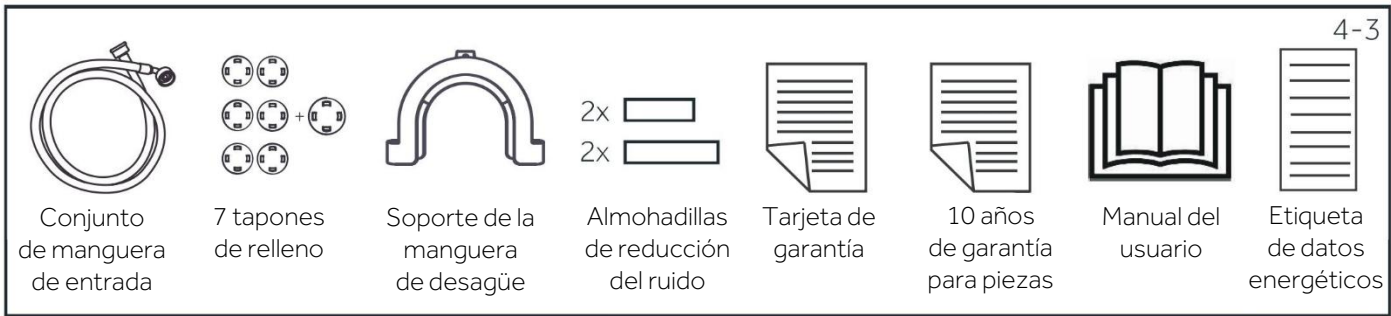 4-3
+
2x
2x
Conjunto
de manguera
de entrada
7 tapones
de relleno
Soporte de la
manguera
de desagüe
Almohadillas
de reducción
del ruido
Tarjeta de
garantía
10 años
de garantía
para piezas
Manual del
usuario
Etiqueta
de datos
energéticos